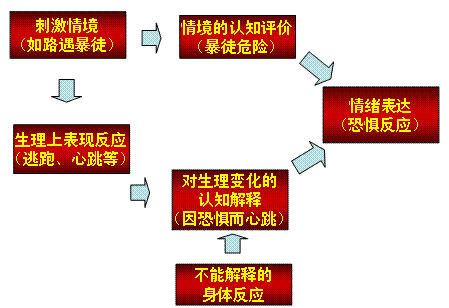 刺激情境
（如路遇暴徒）
情境的认知评价
（暴徒危险）
情绪表达
（恐惧反应）
生理上表现反应
（逃跑、心跳等）
对生理变化的
认知解释
（因恐惧而心跳）
不能解释的
身体反应